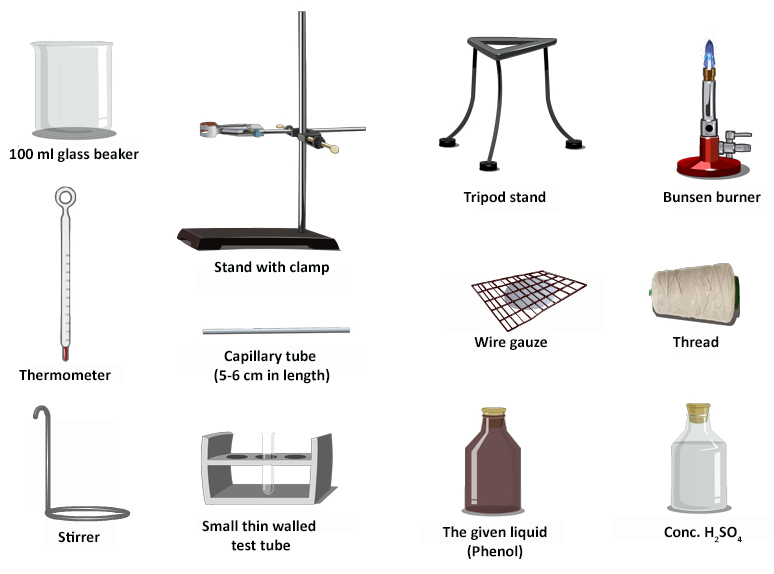 100 ml glass beaker
Tripod stand
Bunsen burner
Stand with clamp
Thermometer
Capillary tube
(5-6 cm in length)
Wire gauze
Thread
Stirrer
Small thin walled
test tube
The given liquid
(Phenol)
Conc. H₂SO₄